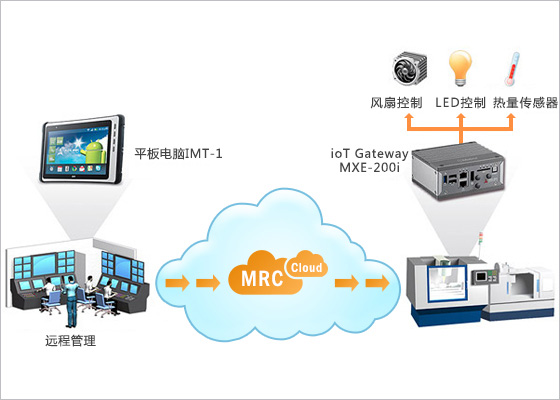 风扇控制 LED控制 热量传感器
平板电脑IMT-1
ioT Gateway
MXE-200i
MRC Cloud
远程管理